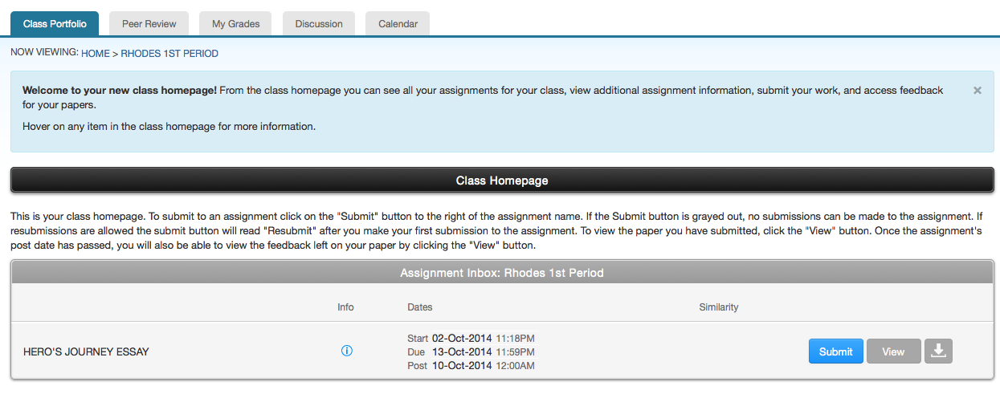 Class Portfolio Peer Review My Grades Discussion Calendar
NOW VIEWING: HOME > RHODES 1ST PERIOD
Welcome to your new class homepage! From the class homepage you can see all your assignments for your class, view additional assignment information, submit your work, and access feedback
for your papers.
Hover on any item in the class homepage for more information.
Class Homepage
This is your class homepage. To submit to an assignment click on the "Submit" button to the right of the assignment name. If the Submit button is grayed out, no submissions can be made to the assignment. If
resubmissions are allowed the submit button will read "Resubmit" after you make your first submission to the assignment. To view the paper you have submitted, click the "View" button. Once the assignment's
post date has passed, you will also be able to view the feedback left on your paper by clicking the "View" button.
Assignment Inbox: Rhodes 1st Period
Info Dates Similarity
Start 02-Oct-2014 11:18PM
HERO'S JOURNEY ESSAY Due 13-Oct-2014 11:59PM Submit View
Post 10-Oct-2014 12:00AM